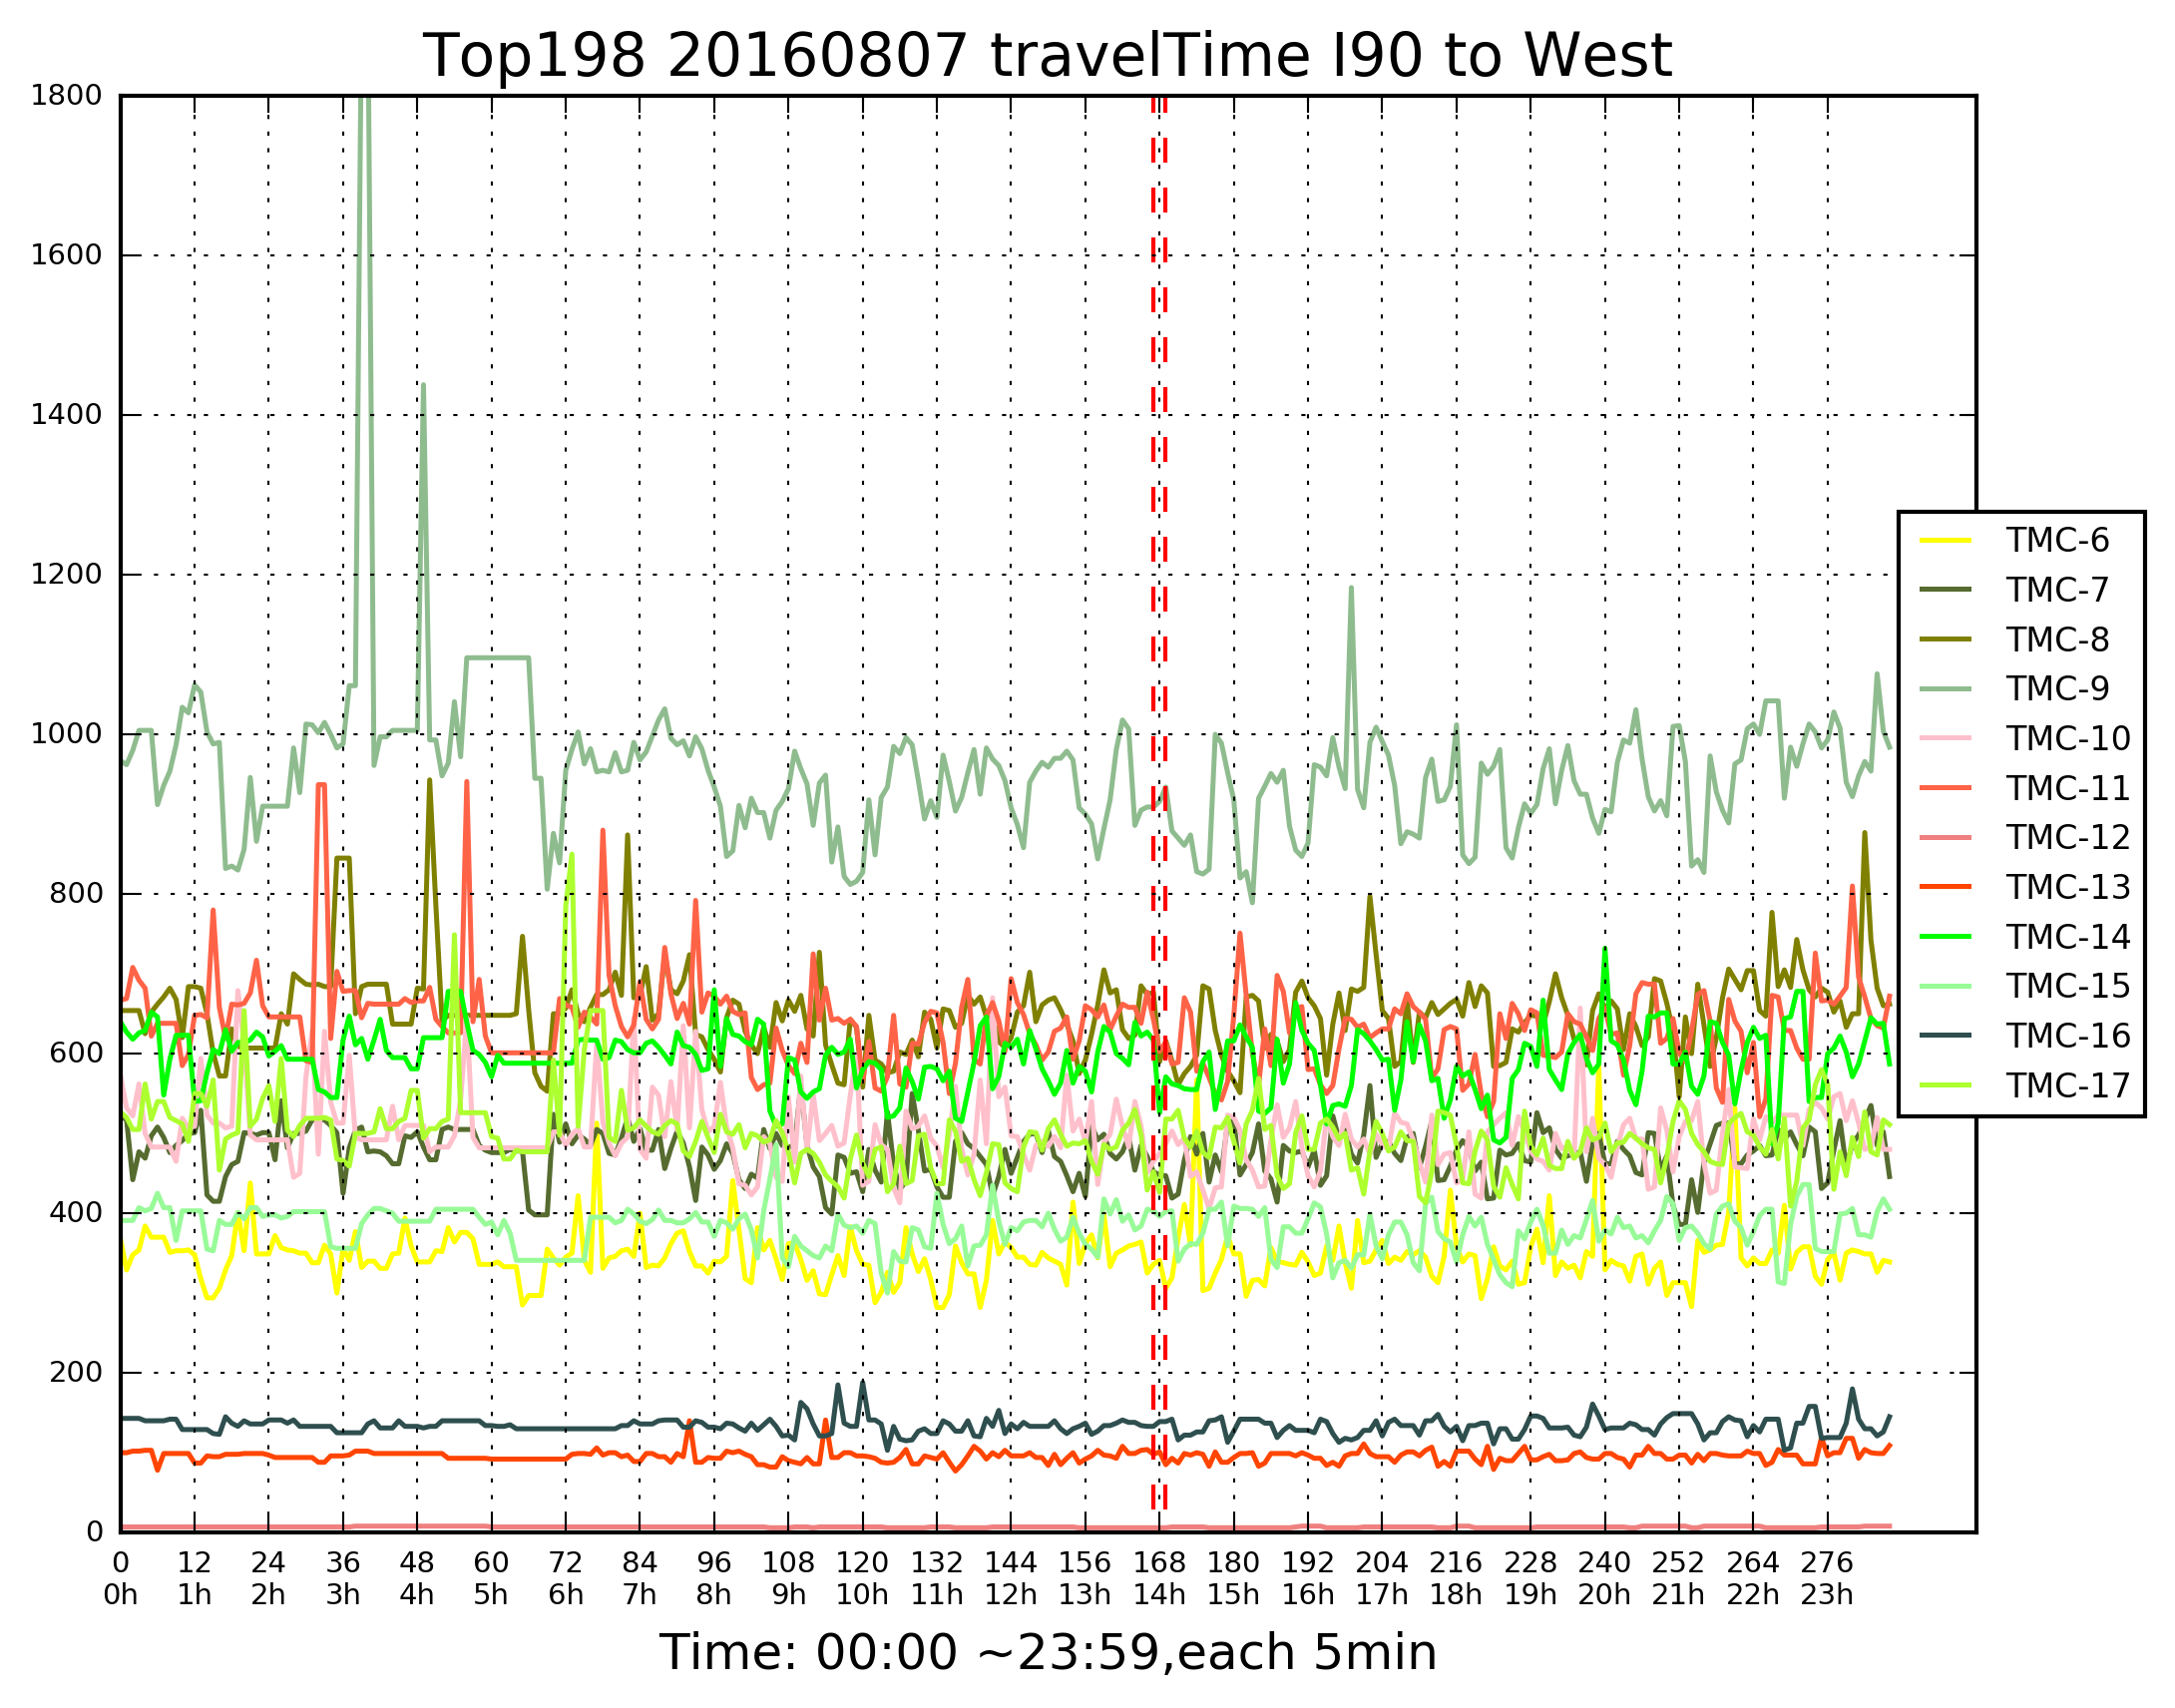 Top198 20160807 travelTime I90 to West
1800
1600
1400
1200
1000
800
600
400
200
0
TMC-6
TMC-7
TMC-8
TMC-9
TMC-10
TMC-11
TMC-12
TMC-13
TMC-14
TMC-15
TMC-16
TMC-17
0 12 24 36 48 60 72 84 96 108 120 132 144 156 168 180 192 204 216 228 240 252 264 276
0h 1h 2h 3h 4h 5h 6h 7h 8h 9h 10h 11h 12h 13h 14h 15h 16h 17h 18h 19h 20h 21h 22h 23h
Time: 00:00 ~23:59,each 5min